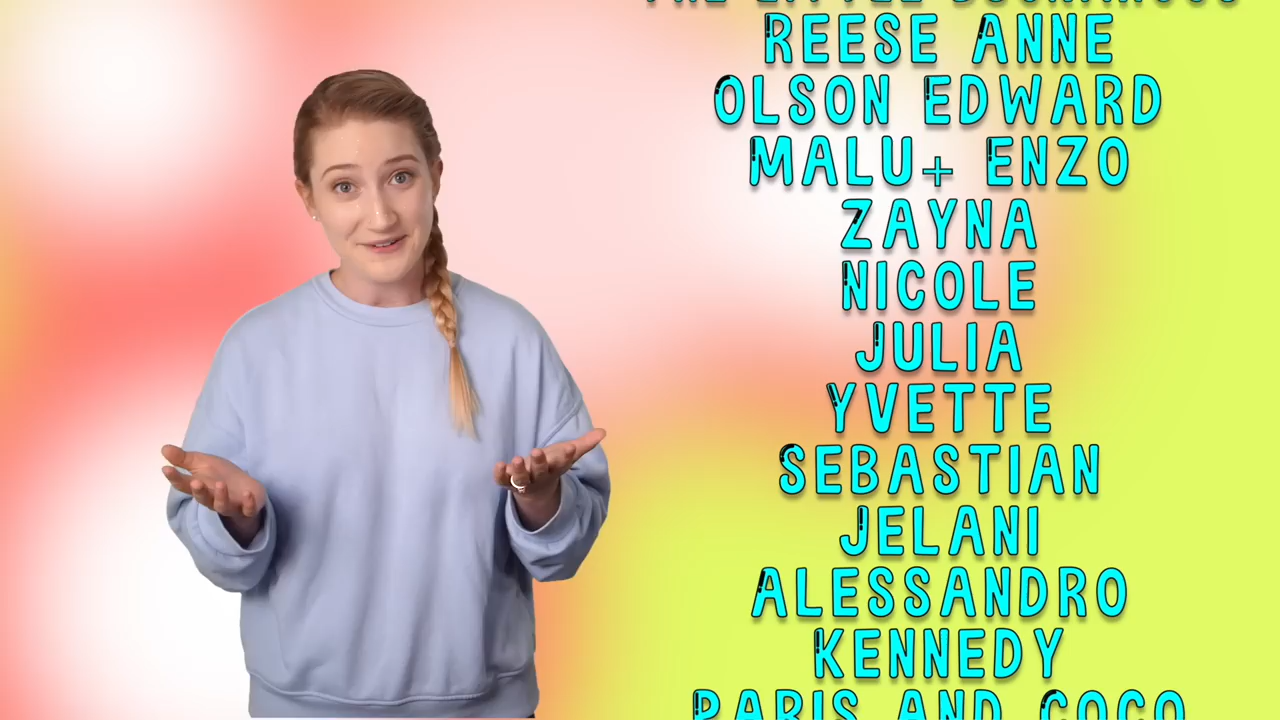 REESE ANNE
OLSON EDWARD
MALU+ ENZO
ZAYNA
NICOLE
JULIA
YVETTE
SEBASTIAN
JELANI
ALESSANDRO
KENNEDY
PARIS AND COCO